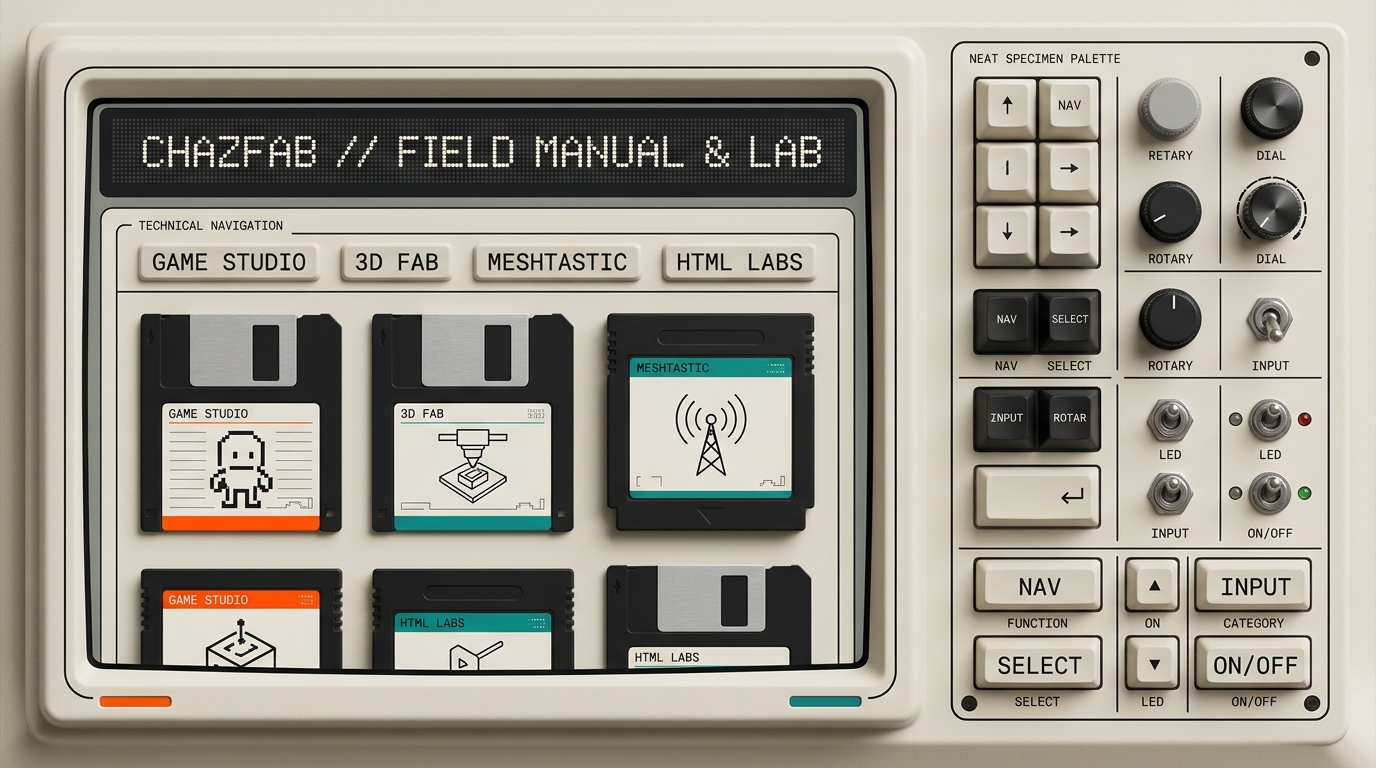 CHAZFAB // FIELD MANUAL & LAB
TECHNICAL NAVIGATION
GAME STUDIO
3D FAB
MESHTASTIC
HTML LABS
GAME STUDIO
3D FAB
MESHTASTIC
GAME STUDIO
HTML LABS
HTML LABS
NEAT SPECIMEN PALETTE
NAV
RETARY
DIAL
ROTARY
DIAL
NAV
SELECT
NAV
SELECT
ROTARY
INPUT
INPUT
ROTAR
LED
LED
INPUT
ON/OFF
NAV
INPUT
FUNCTION
ON
CATEGORY
SELECT
ON/OFF
SELECT
LED
ON/OFF